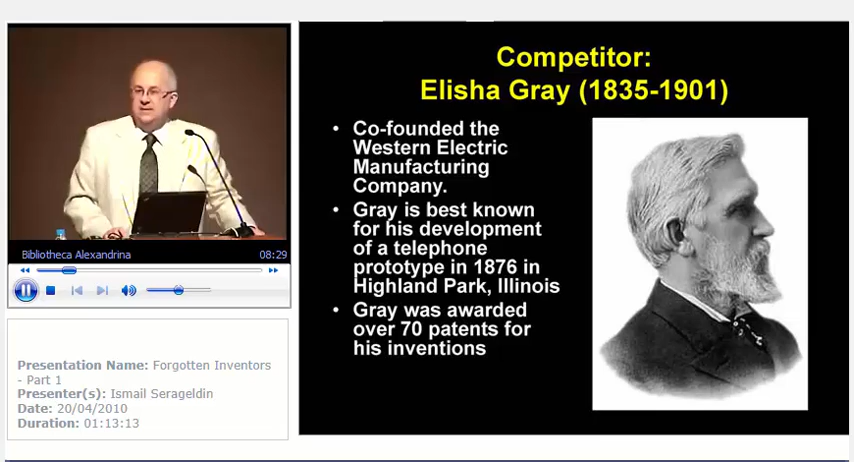 Competitor:
Elisha Gray (1835-1901)
• Co-founded the
Western Electric
Manufacturing
Company.
• Gray is best known
for his development
of a telephone
prototype in 1876 in
Highland Park, Illinois
• Gray was awarded
over 70 patents for
his inventions
Bibliotheca Alexandrina 08:29
Presentation Name: Forgotten Inventors
- Part 1
Presenter(s): Ismail Serageldin
Date: 20/04/2010
Duration: 01:13:13